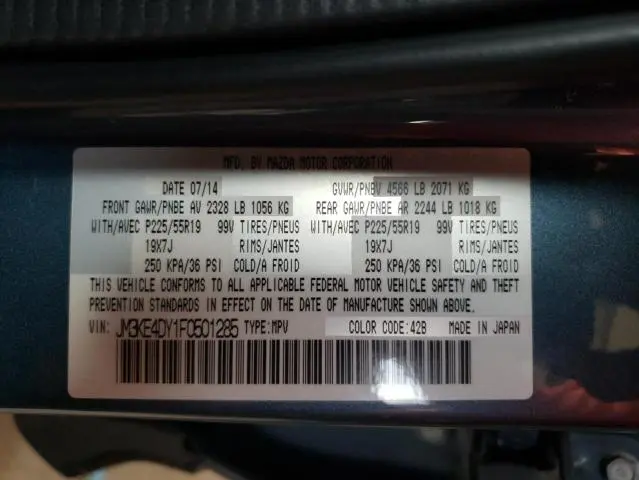 MFD. BY MAZDA MOTOR CORPORATION
DATE 07/14 GVWR/PNBV 4566 LB 2071 KG
FRONT GAWR/PNBE AV 2328 LB 1056 KG REAR GAWR/PNBE AR 2244 LB 1018 KG
WITH/AVEC P225/55R19 99V TIRES/PNEUS WITH/AVEC P225/55R19 99V TIRES/PNEUS
19X7J RIMS/JANTES 19X7J RIMS/JANTES
250 KPA/36 PSI COLD/A FROID 250 KPA/36 PSI COLD/A FROID
THIS VEHICLE CONFORMS TO ALL APPLICABLE FEDERAL MOTOR VEHICLE SAFETY AND THEFT
PREVENTION STANDARDS IN EFFECT ON THE DATE OF MANUFACTURE SHOWN ABOVE.
VIN: JM3KE4DY1F0501285 TYPE:MPV COLOR CODE:42B MADE IN JAPAN